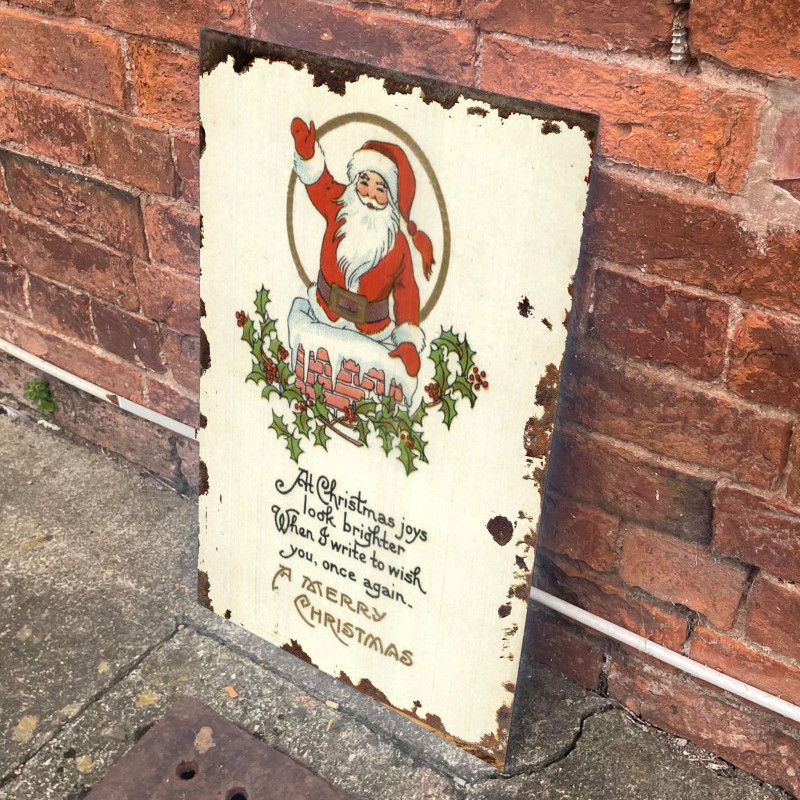 At Christmas joys
look brighter
When I write to wish
you, once again.
A MERRY
CHRISTMAS